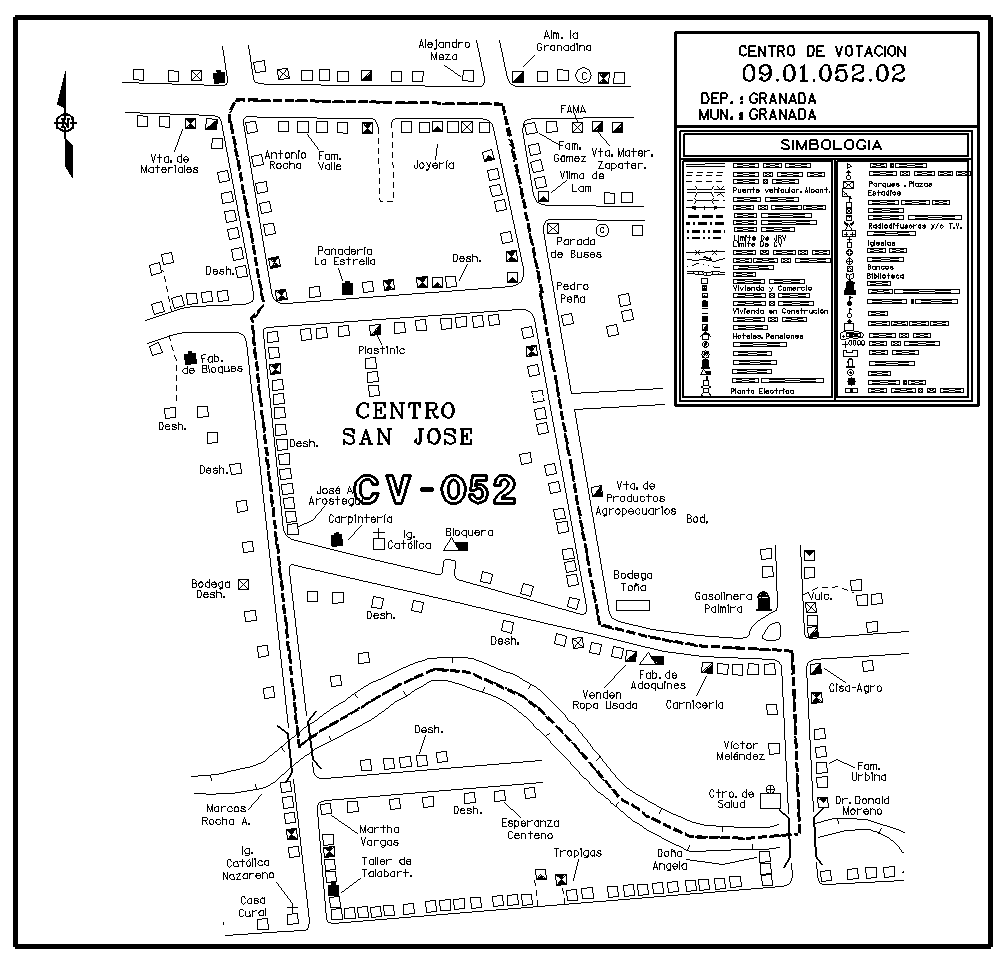 CENTRO DE VOTACION
09.01.052.02
DEP. : GRANADA
MUN. : GRANADA
SIMBOLOGIA
Puente vehicular. Alcant.
Limite De JRV
Limite De CV
Vivienda y Comercio
Vivienda en Construción
Hoteles. Pensiones
Planta Electrica
Parques . Plazas
Estadios
Radiodifusoras y/o T.V.
Iglesias
Bancos
Biblioteca
Alejandro
Meza
Alm. la
Granadina
C
N
Vta. de
Materiales
Antonio
Rocha
Fam.
Valle
Joyería
FAMA
Fam.
Gómez
Vta. Mater.
Zapater.
Vilma de
Lam
C
Parada
de Buses
Desh.
Panadería
La Estrella
Desh.
Pedro
Peña
Fab.
de Bloques
Plastinic
CENTRO
SAN JOSE
Desh.
Desh.
Desh.
CV-052
José A.
Arostegui
Carpintería
Ig.
Católica
Bloquera
Vta. de
Productos
Agropecuarios
Bod.
Bodega
Desh.
Desh.
Desh.
Bodega
Toña
Gasolinera
Palmira
Vulc.
Venden
Ropa Usada
Fab. de
Adoquines
Carnicería
Cisa-Agro
Desh.
Víctor
Meléndez
Fam.
Urbina
Marcos
Rocha A.
Desh.
Esperanza
Centeno
Ctro. de
Salud
Dr. Donald
Moreno
Martha
Vargas
Ig.
Católica
Nazareno
Taller de
Talabart.
Tropigas
Doña
Angela
Casa
Cural